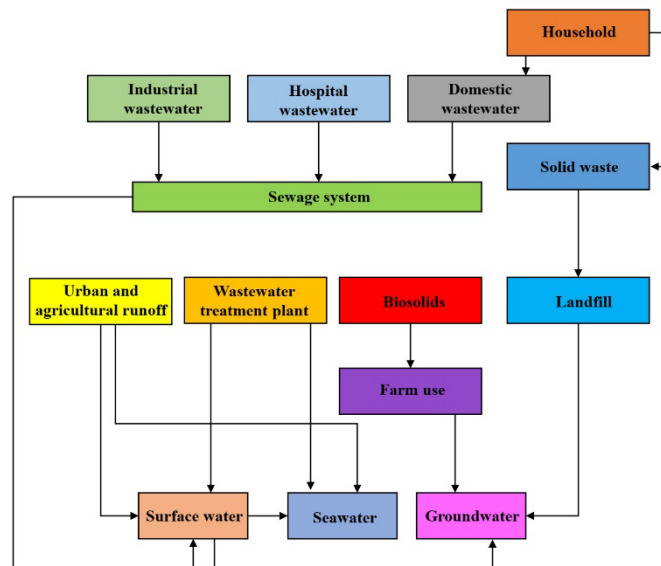 Household
Industrial
wastewater
Hospital
wastewater
Domestic
wastewater
Solid waste
Sewage system
Urban and
agricultural runoff
Wastewater
treatment plant
Biosolids
Landfill
Farm use
Surface water
Seawater
Groundwater